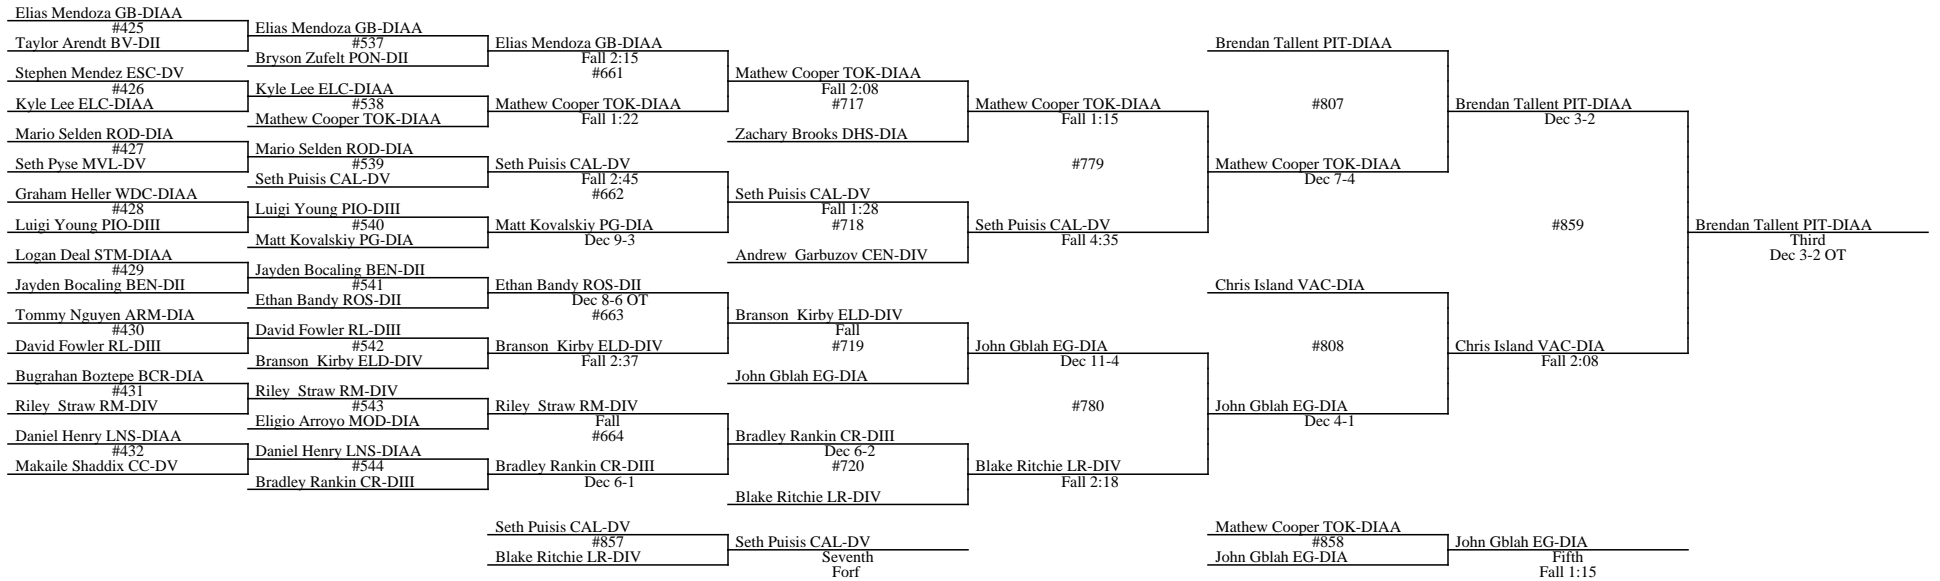 Elias Mendoza GB-DIAA
#425
Taylor Arendt BV-DII
Stephen Mendez ESC-DV
#426
Kyle Lee ELC-DIAA
Mario Selden ROD-DIA
#427
Seth Pyse MVL-DV
Graham Heller WDC-DIAA
#428
Luigi Young PIO-DIII
Logan Deal STM-DIAA
#429
Jayden Bocaling BEN-DII
Tommy Nguyen ARM-DIA
#430
David Fowler RL-DIII
Bugrahan Boztepe BCR-DIA
#431
Riley Straw RM-DIV
Daniel Henry LNS-DIAA
#432
Makaile Shaddix CC-DV
Elias Mendoza GB-DIAA
#537
Bryson Zufelt PON-DII
Kyle Lee ELC-DIAA
#538
Mathew Cooper TOK-DIAA
Mario Selden ROD-DIA
#539
Seth Puisis CAL-DV
Luigi Young PIO-DIII
#540
Matt Kovalskiy PG-DIA
Jayden Bocaling BEN-DII
#541
Ethan Bandy ROS-DII
David Fowler RL-DIII
#542
Branson Kirby ELD-DIV
Riley Straw RM-DIV
#543
Eligio Arroyo MOD-DIA
Daniel Henry LNS-DIAA
#544
Bradley Rankin CR-DIII
Elias Mendoza GB-DIAA
Fall 2:15
#661
Mathew Cooper TOK-DIAA
Fall 1:22
Seth Puisis CAL-DV
Fall 2:45
#662
Matt Kovalskiy PG-DIA
Dec 9-3
Ethan Bandy ROS-DII
Dec 8-6 OT
#663
Branson Kirby ELD-DIV
Fall 2:37
Riley Straw RM-DIV
Fall
#664
Bradley Rankin CR-DIII
Dec 6-1
Mathew Cooper TOK-DIAA
Fall 2:08
#717
Zachary Brooks DHS-DIA
Seth Puisis CAL-DV
Fall 1:28
#718
Andrew Garbuzov CEN-DIV
Branson Kirby ELD-DIV
Fall
#719
John Gblah EG-DIA
Bradley Rankin CR-DIII
Dec 6-2
#720
Blake Ritchie LR-DIV
Mathew Cooper TOK-DIAA
Fall 1:15
#779
Seth Puisis CAL-DV
Fall 4:35
John Gblah EG-DIA
Dec 11-4
#780
Blake Ritchie LR-DIV
Fall 2:18
Brendan Tallent PIT-DIAA
#807
Mathew Cooper TOK-DIAA
Dec 7-4
Chris Island VAC-DIA
#808
John Gblah EG-DIA
Dec 4-1
Brendan Tallent PIT-DIAA
Dec 3-2
#859
Chris Island VAC-DIA
Fall 2:08
Brendan Tallent PIT-DIAA
Third
Dec 3-2 OT
Seth Puisis CAL-DV
#857
Blake Ritchie LR-DIV
Seth Puisis CAL-DV
Seventh
Forf
Mathew Cooper TOK-DIAA
#858
John Gblah EG-DIA
John Gblah EG-DIA
Fifth
Fall 1:15